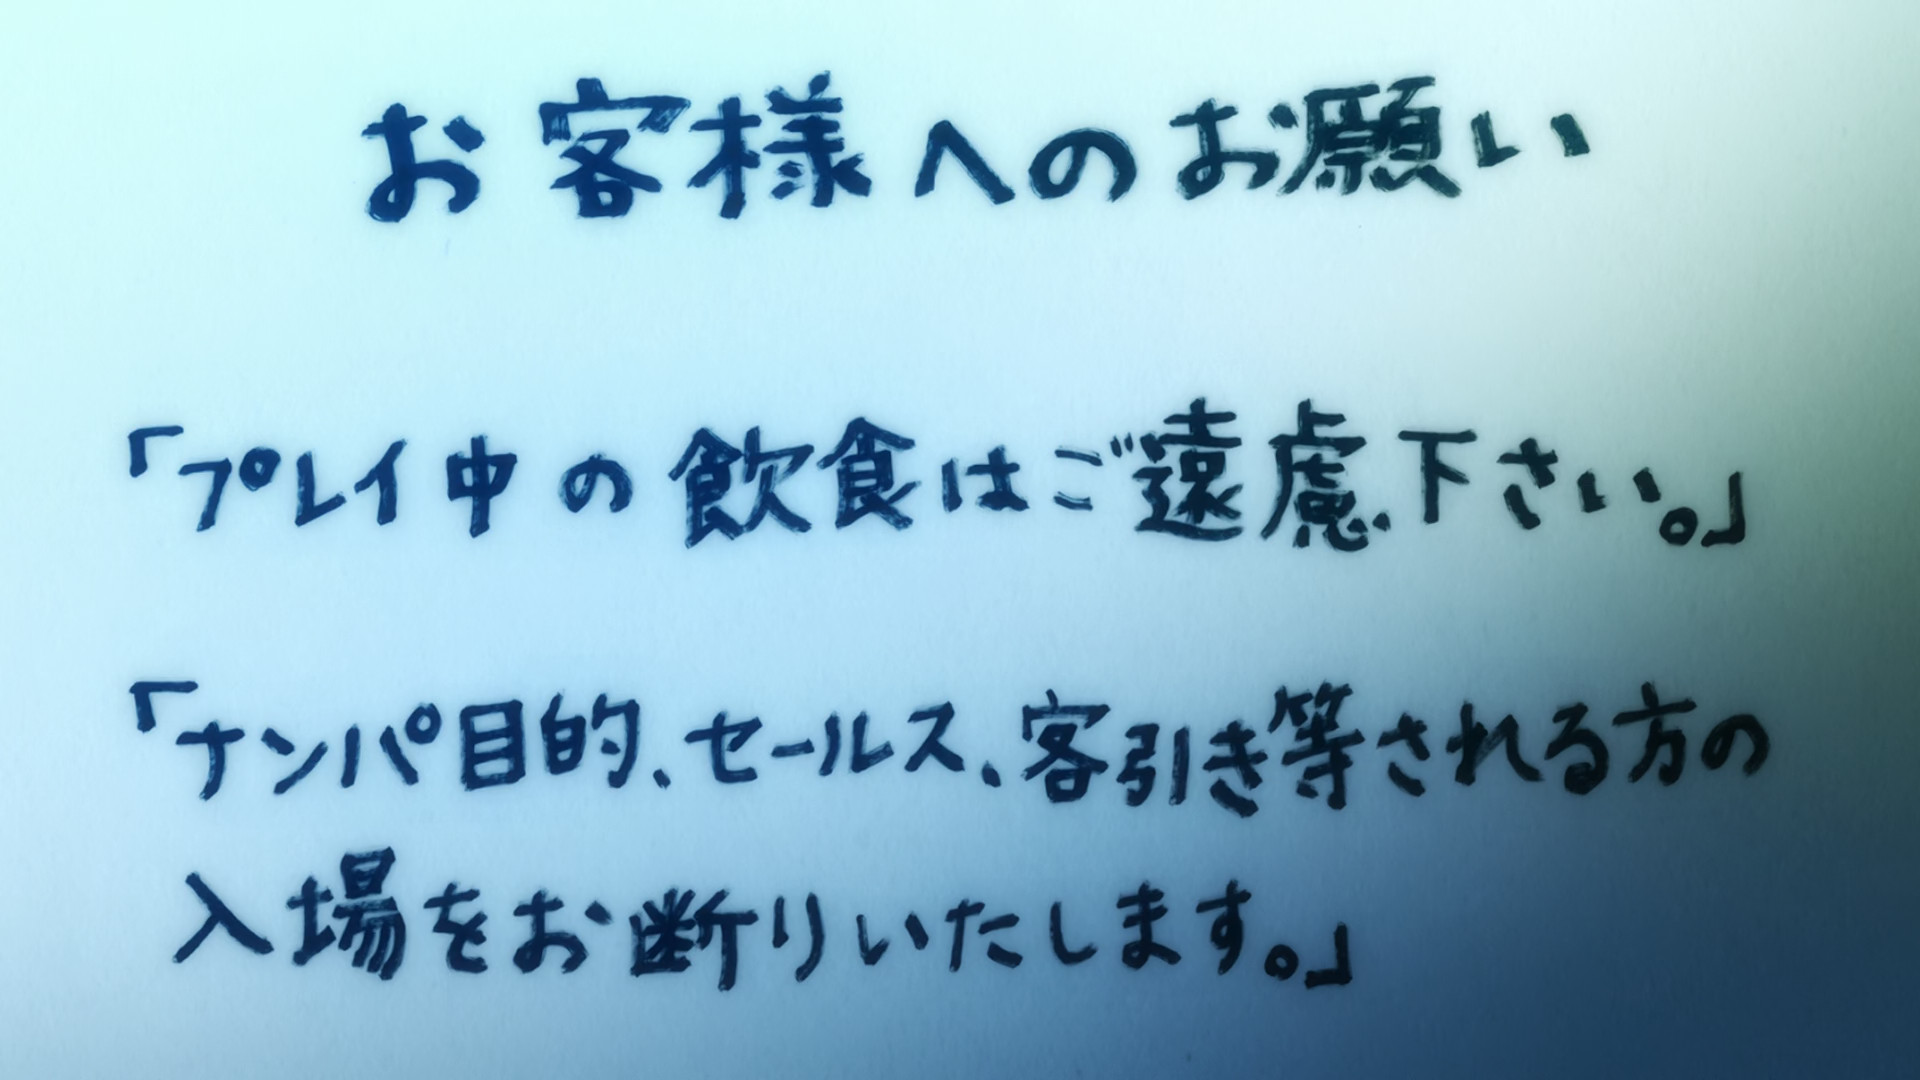 お客様へのお願い
「プレイ中の飲食はご遠慮下さい。」
「ナンパ目的、セールス、客引き等される方の
入場をお断りいたします。」